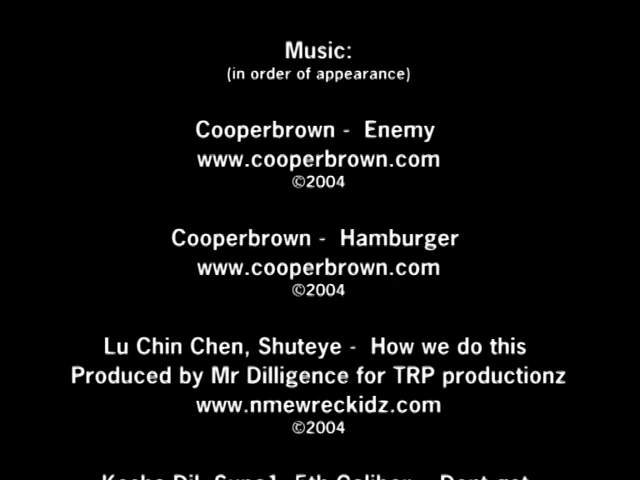 Music:
(in order of appearance)
Cooperbrown - Enemy
www.cooperbrown.com
©2004
Cooperbrown - Hamburger
www.cooperbrown.com
©2004
Lu Chin Chen, Shuteye - How we do this
Produced by Mr Dilligence for TRP productionz
www.nmewreckidz.com
©2004